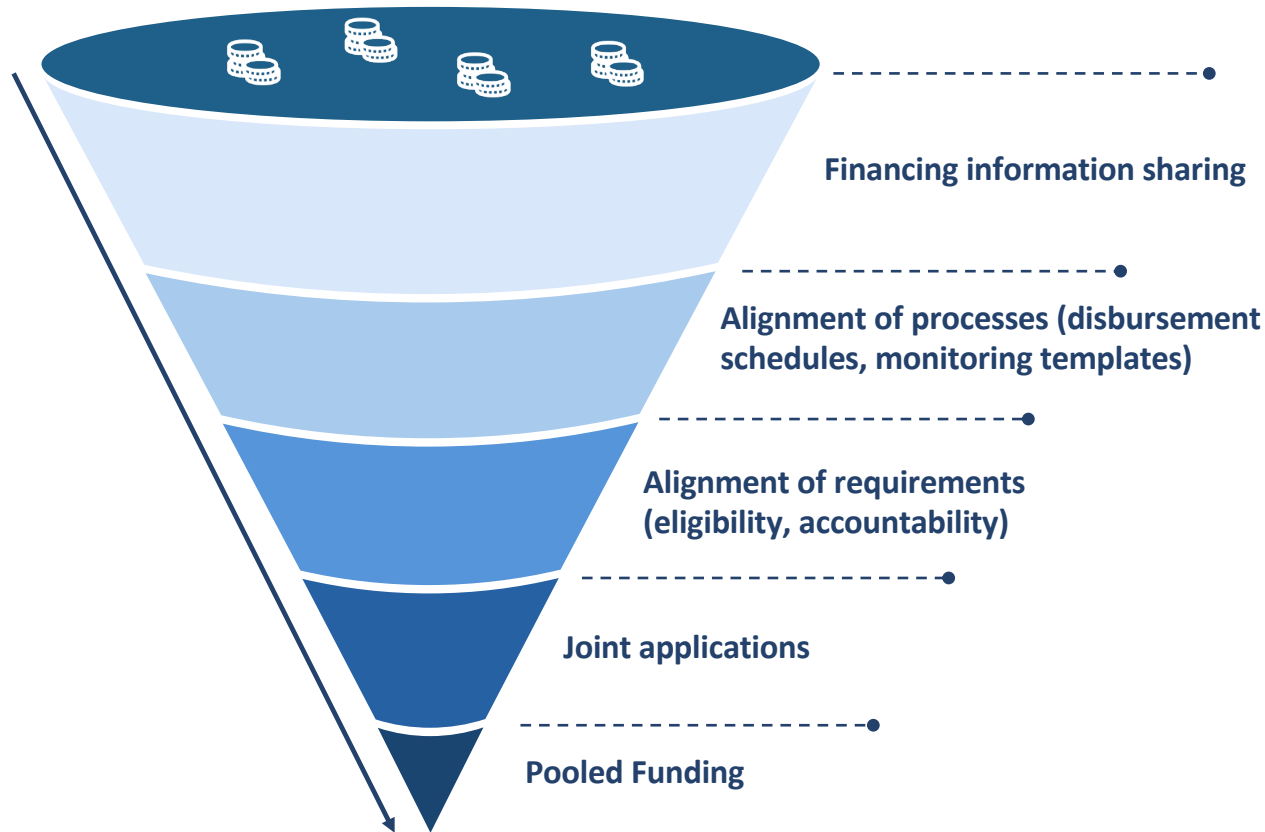 Financing information sharing
Alignment of processes (disbursement
schedules, monitoring templates)
Alignment of requirements
(eligibility, accountability)
Joint applications
Pooled Funding